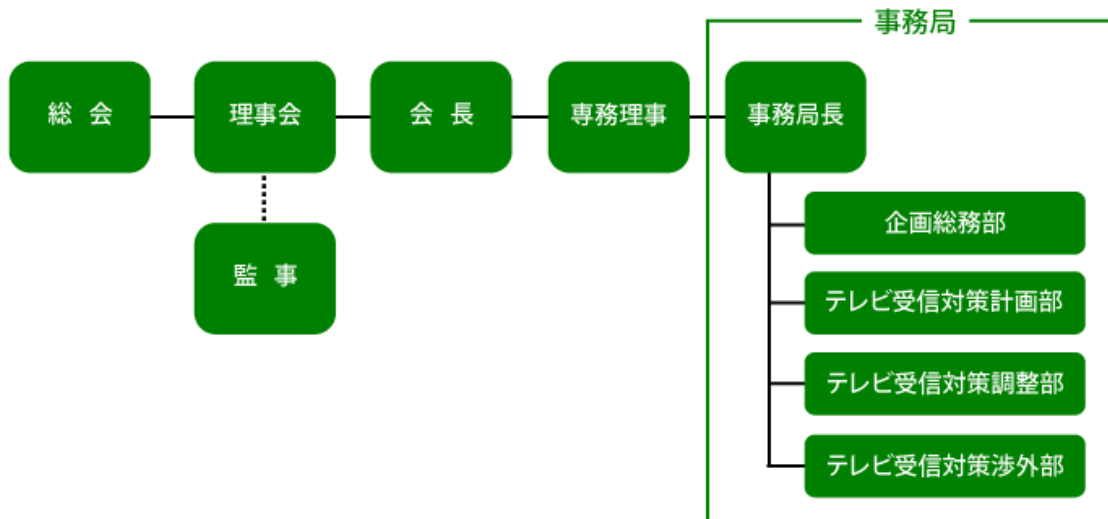 事務局
総 会
理事会
会 長
専務理事
事務局長
監 事
企画総務部
テレビ受信対策計画部
テレビ受信対策調整部
テレビ受信対策渉外部